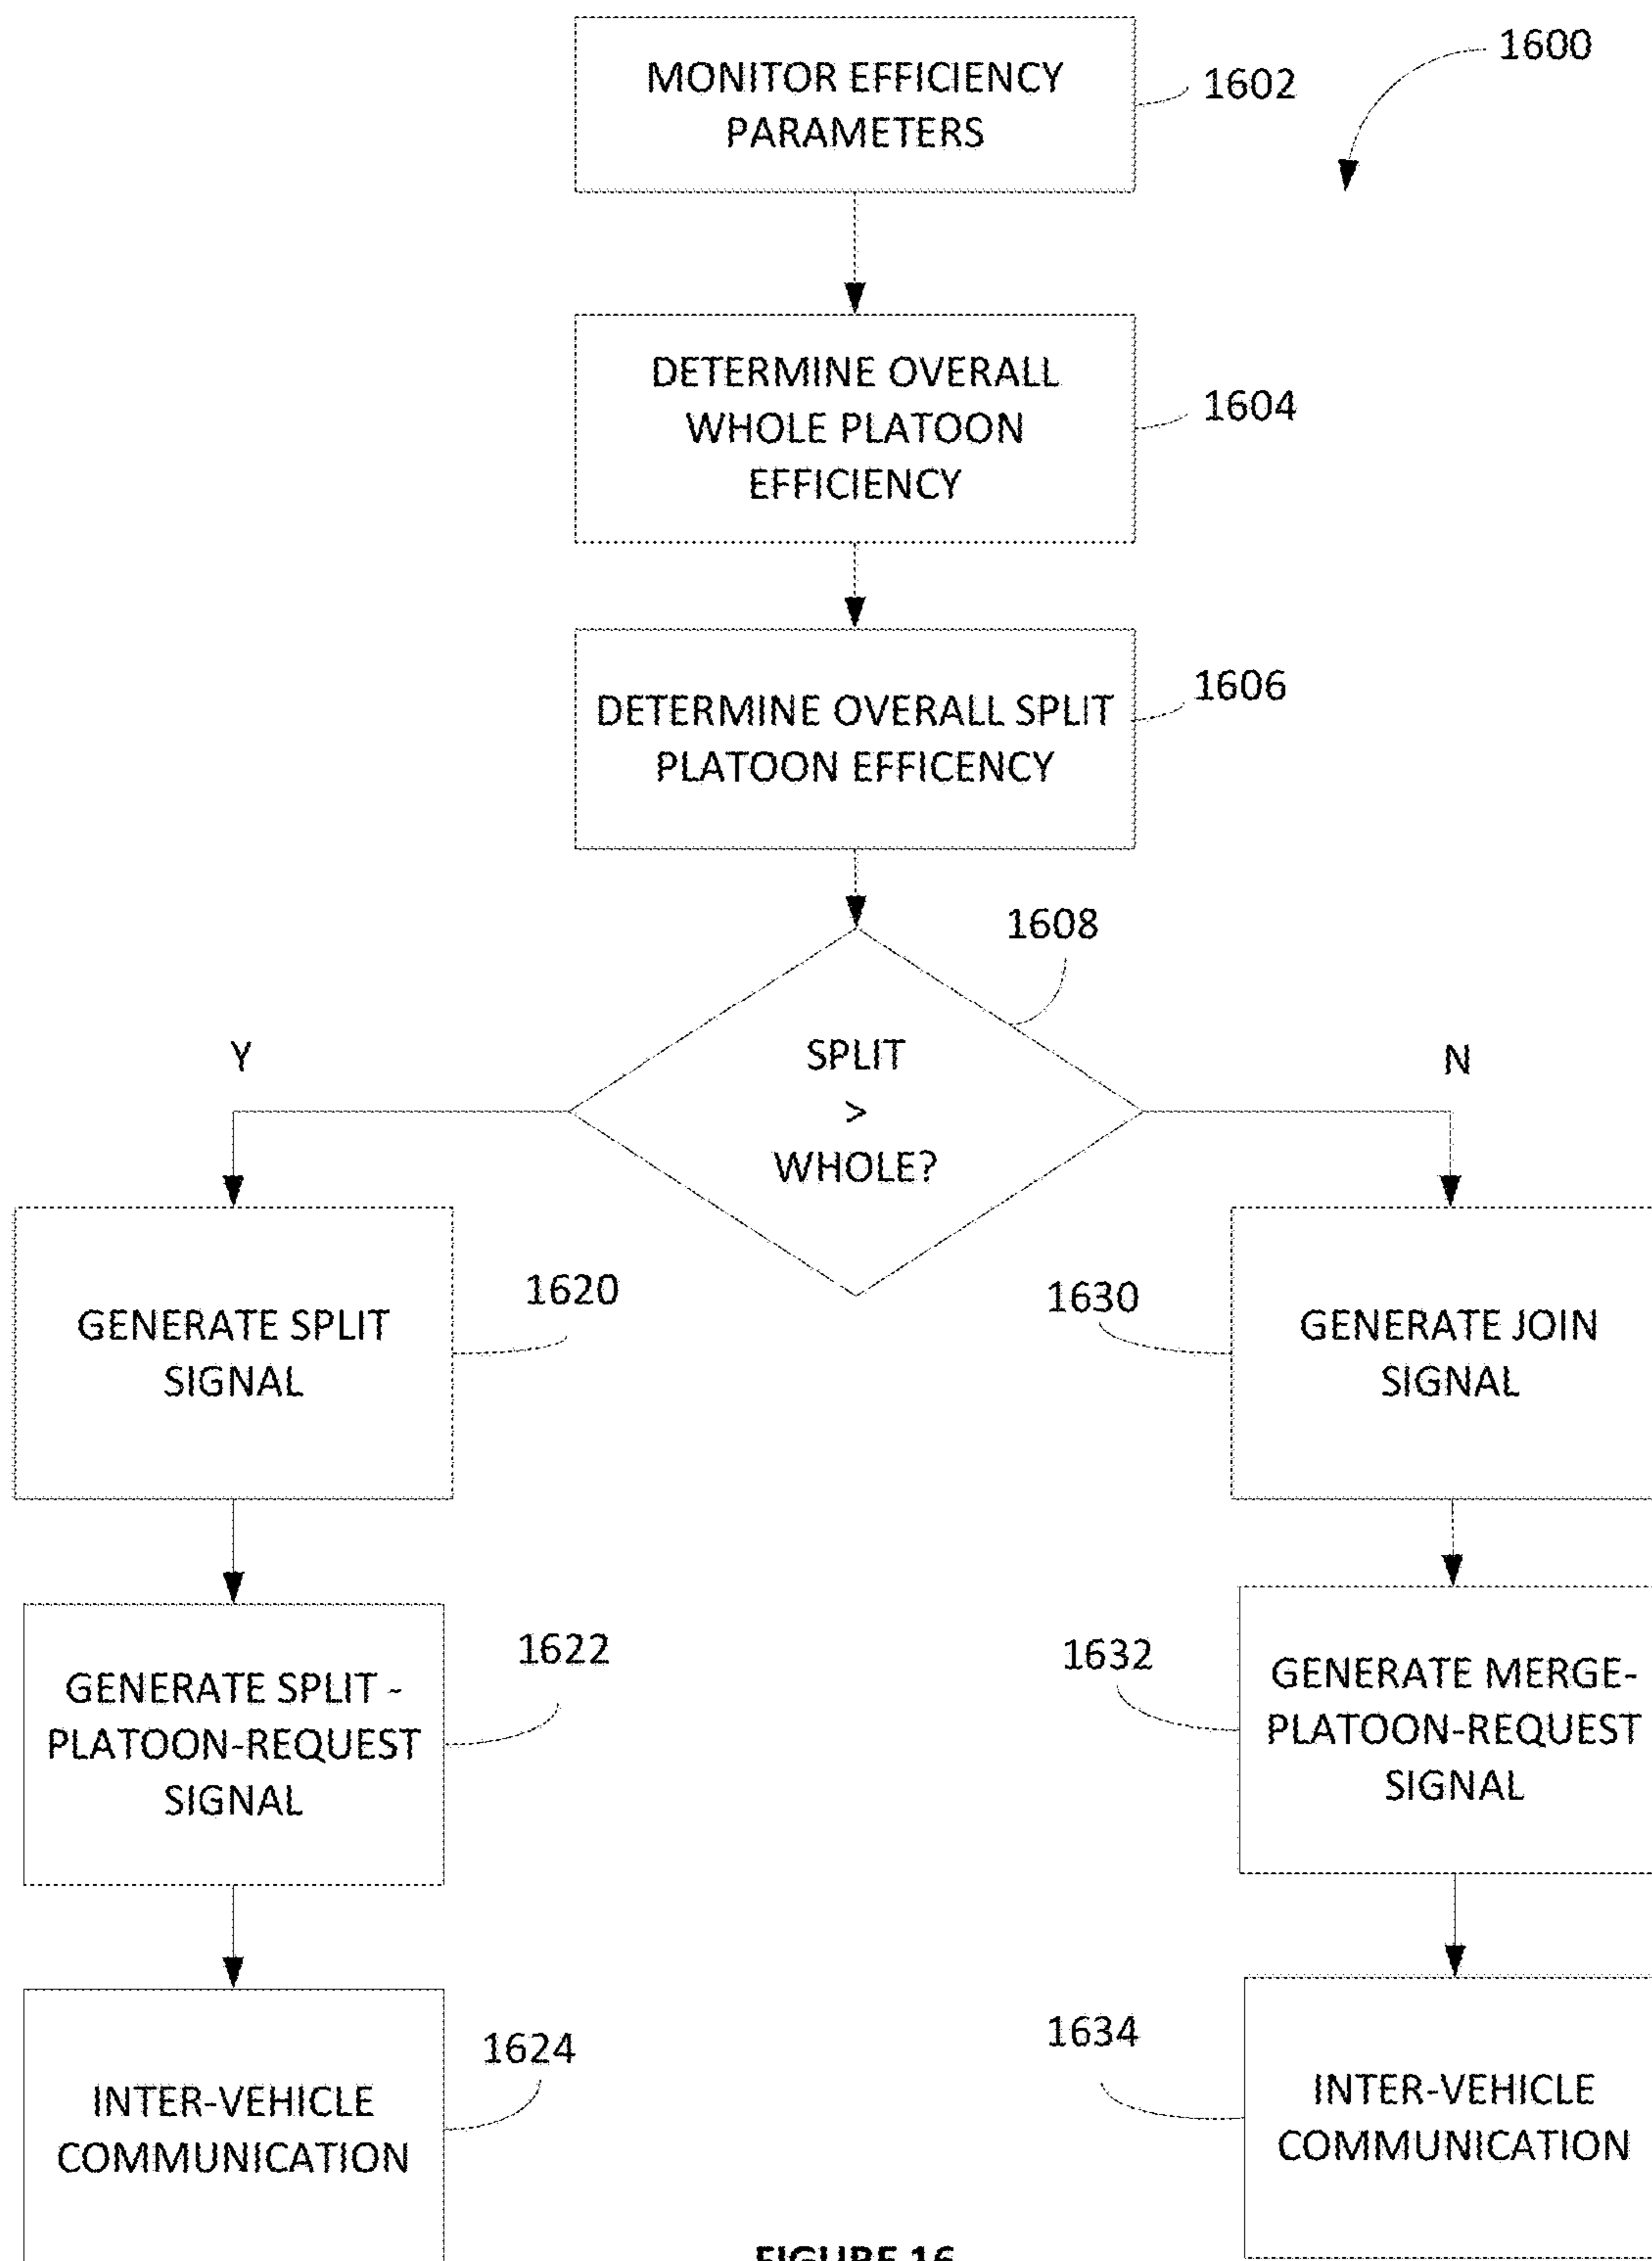 1600
MONITOR EFFICIENCY
PARAMETERS
1602
DETERMINE OVERALL
WHOLE PLATOON
EFFICIENCY
1604
DETERMINE OVERALL SPLIT
PLATOON EFFICENCY
1606
1608
SPLIT
>
WHOLE?
Y
N
GENERATE SPLIT
SIGNAL
1620
1630
GENERATE JOIN
SIGNAL
GENERATE SPLIT -
PLATOON-REQUEST
SIGNAL
1622
1632
GENERATE MERGE-
PLATOON-REQUEST
SIGNAL
INTER-VEHICLE
COMMUNICATION
1624
1634
INTER-VEHICLE
COMMUNICATION
FIGURE 16